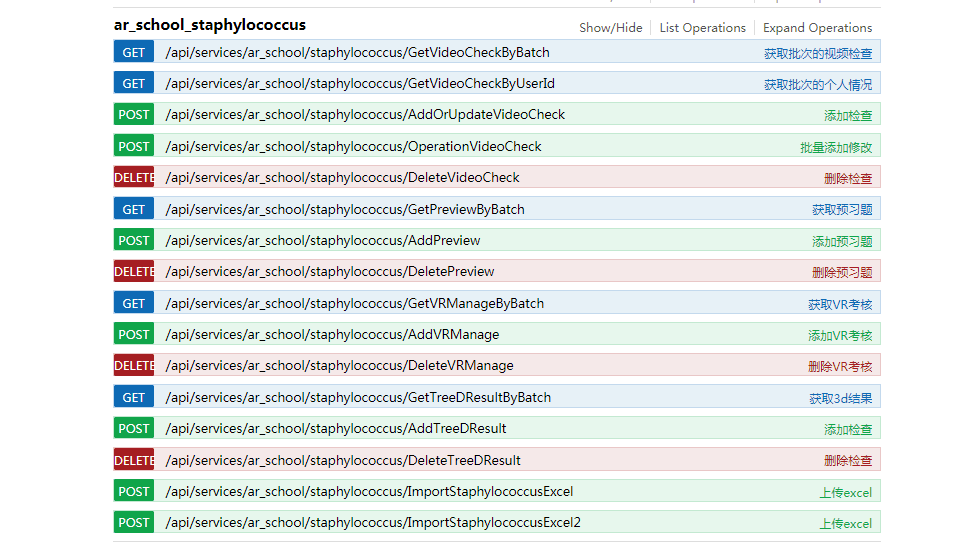 ar_school_staphylococcus Show/Hide List Operations Expand Operations
GET /api/services/ar_school/staphylococcus/GetVideoCheckByBatch 获取批次的视频检查
GET /api/services/ar_school/staphylococcus/GetVideoCheckByUserId 获取批次的个人情况
POST /api/services/ar_school/staphylococcus/AddOrUpdateVideoCheck 添加检查
POST /api/services/ar_school/staphylococcus/OperationVideoCheck 批量添加修改
DELETE /api/services/ar_school/staphylococcus/DeleteVideoCheck 删除检查
GET /api/services/ar_school/staphylococcus/GetPreviewByBatch 获取预习题
POST /api/services/ar_school/staphylococcus/AddPreview 添加预习题
DELETE /api/services/ar_school/staphylococcus/DeletePreview 删除预习题
GET /api/services/ar_school/staphylococcus/GetVRManageByBatch 获取VR考核
POST /api/services/ar_school/staphylococcus/AddVRManage 添加VR考核
DELETE /api/services/ar_school/staphylococcus/DeleteVRManage 删除VR考核
GET /api/services/ar_school/staphylococcus/GetTreeDResultByBatch 获取3d结果
POST /api/services/ar_school/staphylococcus/AddTreeDResult 添加检查
DELETE /api/services/ar_school/staphylococcus/DeleteTreeDResult 删除检查
POST /api/services/ar_school/staphylococcus/ImportStaphylococcusExcel 上传excel
POST /api/services/ar_school/staphylococcus/ImportStaphylococcusExcel2 上传excel